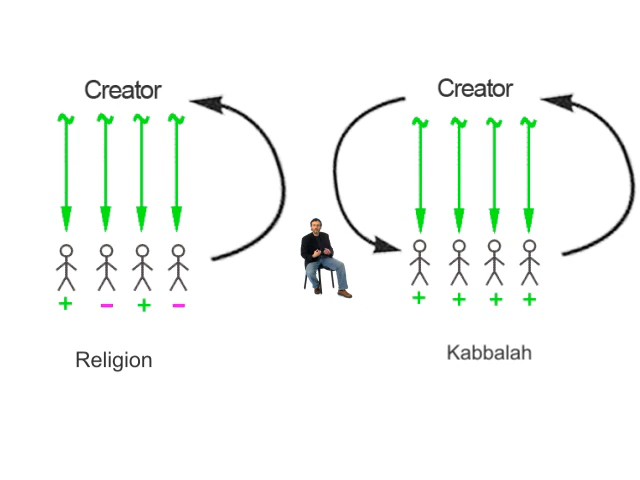 Creator
Creator
+ - + -
+ + + +
Religion
Kabbalah